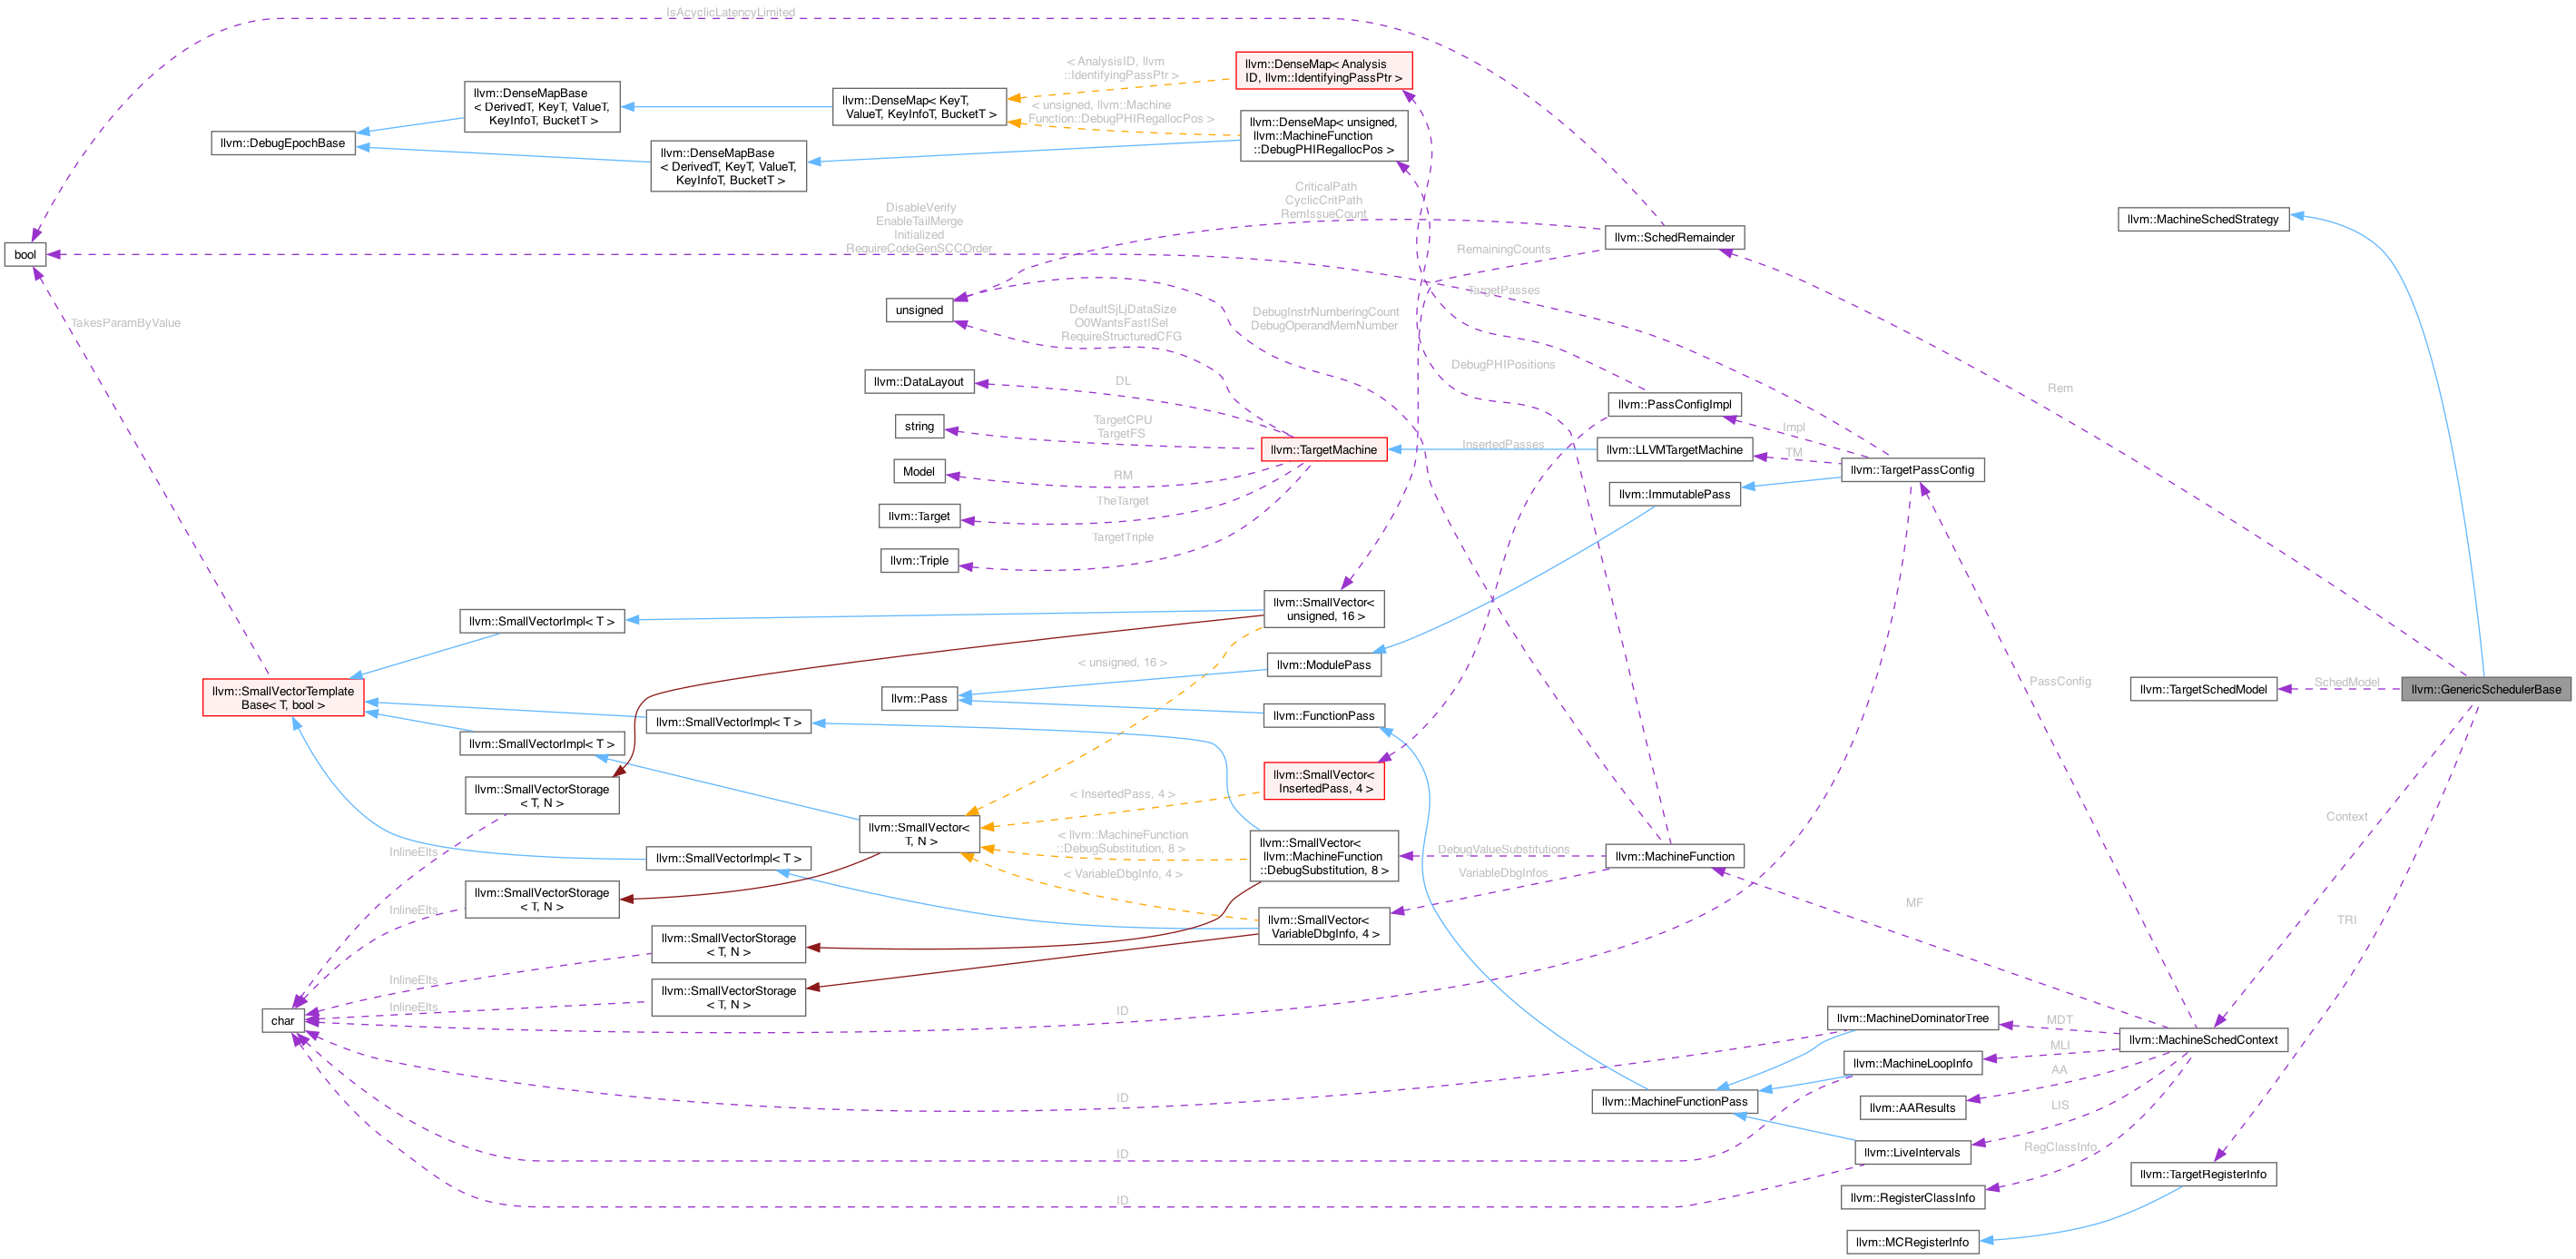 IsAcyclicLatencyLimited
< AnalysisID, llvm
::IdentifyingPassPtr >
llvm::DenseMap< Analysis
ID, llvm::IdentifyingPassPtr >
llvm::DenseMapBase
< DerivedT, KeyT, ValueT,
KeyInfoT, BucketT >
llvm::DenseMap< KeyT,
ValueT, KeyInfoT, BucketT >
< unsigned, llvm::Machine
Function::DebugPHIRegallocPos >
llvm::DenseMap< unsigned,
llvm::MachineFunction
::DebugPHIRegallocPos >
llvm::DebugEpochBase
llvm::DenseMapBase
< DerivedT, KeyT, ValueT,
KeyInfoT, BucketT >
CriticalPath
CyclicCritPath
RemIssueCount
DisableVerify
EnableTailMerge
Initialized
RequireCodeGenSCCOrder
llvm::MachineSchedStrategy
llvm::SchedRemainder
bool
RemainingCounts
TargetPasses
unsigned
DefaultSjLjDataSize
O0WantsFastISel
RequireStructuredCFG
DebugInstrNumberingCount
DebugOperandMemNumber
TakesParamByValue
DebugPHIPositions
llvm::DataLayout
DL
Rem
llvm::PassConfigImpl
string
TargetCPU
TargetFS
Impl
llvm::TargetMachine
InsertedPasses
llvm::LLVMTargetMachine
TM
llvm::TargetPassConfig
Model
RM
llvm::ImmutablePass
llvm::Target
TheTarget
llvm::Triple
TargetTriple
llvm::SmallVector<
unsigned, 16 >
llvm::SmallVectorImpl< T >
< unsigned, 16 >
llvm::ModulePass
PassConfig
llvm::SmallVectorTemplate
Base< T, bool >
llvm::Pass
llvm::TargetSchedModel
SchedModel
llvm::GenericSchedulerBase
llvm::SmallVectorImpl< T >
llvm::FunctionPass
llvm::SmallVectorImpl< T >
llvm::SmallVectorStorage
< T, N >
< InsertedPass, 4 >
llvm::SmallVector<
InsertedPass, 4 >
Context
llvm::SmallVector<
T, N >
< llvm::MachineFunction
::DebugSubstitution, 8 >
llvm::SmallVector<
llvm::MachineFunction
::DebugSubstitution, 8 >
DebugValueSubstitutions
llvm::MachineFunction
InlineElts
llvm::SmallVectorImpl< T >
< VariableDbgInfo, 4 >
VariableDbgInfos
llvm::SmallVectorStorage
< T, N >
InlineElts
llvm::SmallVector<
VariableDbgInfo, 4 >
MF
TRI
llvm::SmallVectorStorage
< T, N >
InlineElts
llvm::SmallVectorStorage
< T, N >
InlineElts
char
ID
llvm::MachineDominatorTree
MDT
llvm::MachineSchedContext
MLI
llvm::MachineLoopInfo
AA
ID
llvm::MachineFunctionPass
llvm::AAResults
LIS
ID
llvm::LiveIntervals
RegClassInfo
llvm::TargetRegisterInfo
ID
llvm::RegisterClassInfo
llvm::MCRegisterInfo